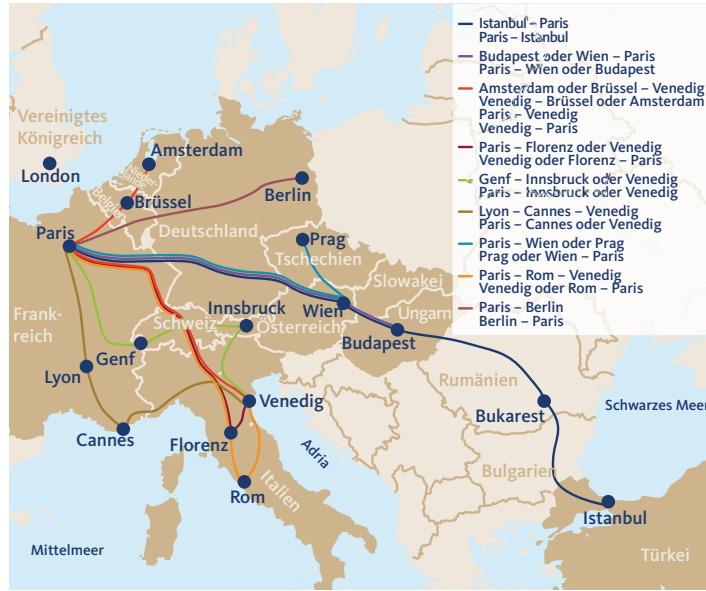 Istanbul – Paris
Paris – Istanbul
Budapest oder Wien – Paris
Paris – Wien oder Budapest
Amsterdam oder Brüssel – Venedig
Venedig – Brüssel oder Amsterdam
Paris – Venedig
Venedig – Paris
Paris – Florenz oder Venedig
Venedig oder Florenz – Paris
Genf – Innsbruck oder Venedig
Paris – Innsbruck oder Venedig
Lyon – Cannes – Venedig
Paris – Cannes oder Venedig
Paris – Wien oder Prag
Prag oder Wien – Paris
Paris – Rom – Venedig
Venedig oder Rom – Paris
Paris – Berlin
Berlin – Paris
Vereinigtes
Königreich
Amsterdam
London
Nieder-
lande
Berlin
Belgien
Brüssel
Paris
Deutschland
Prag
Tschechien
Slowakei
Frank-
reich
Innsbruck
Wien
Schweiz
Österreich
Ungarn
Budapest
Genf
Lyon
Rumänien
Venedig
Bukarest
Schwarzes Meer
Cannes
Florenz
Adria
Bulgarien
Italien
Rom
Istanbul
Mittelmeer
Türkei